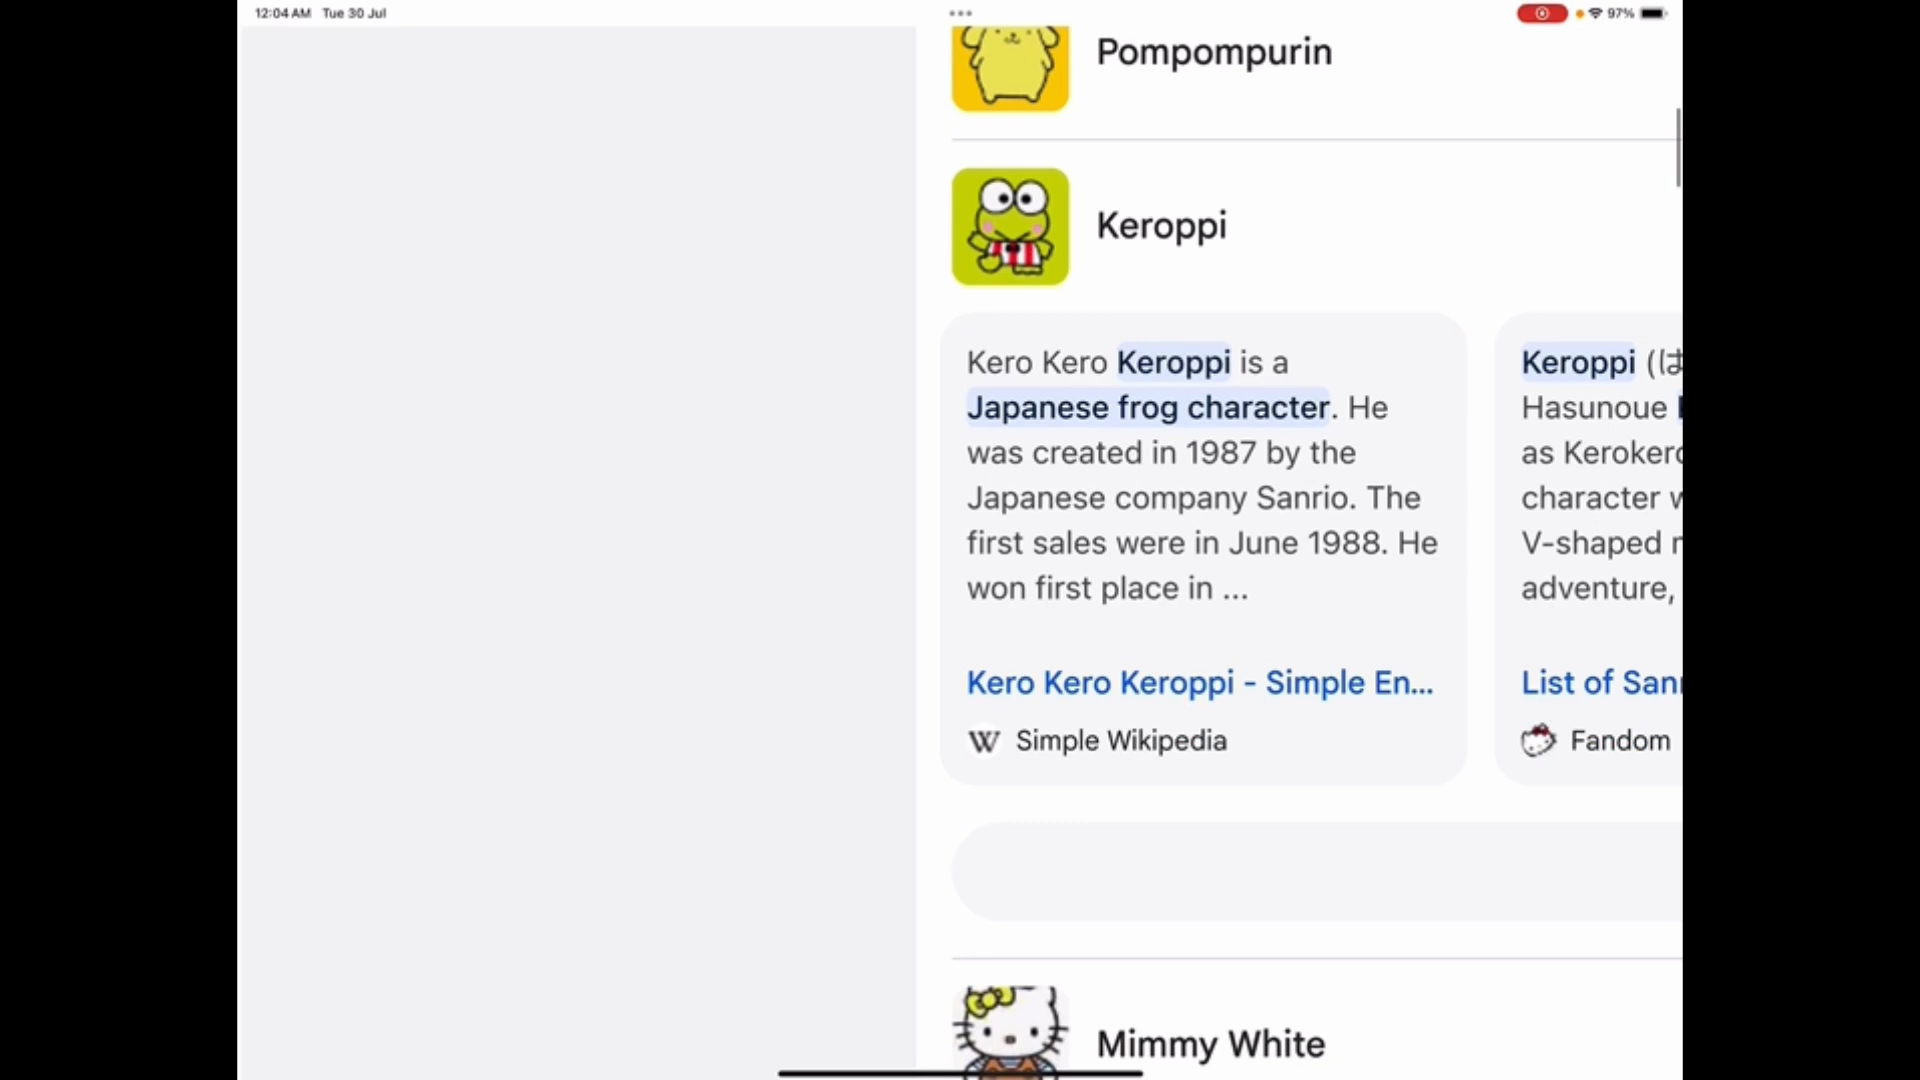 12:04 AM Tue 30 Jul
97%
Pompompurin
Keroppi
Kero Kero Keroppi is a
Japanese frog character. He
was created in 1987 by the
Japanese company Sanrio. The
first sales were in June 1988. He
won first place in ...
Kero Kero Keroppi - Simple En...
W Simple Wikipedia
Keroppi (は
Hasunoue
as Kerokero
character
V-shaped
adventure,
List of San
Fandom
Mimmy White